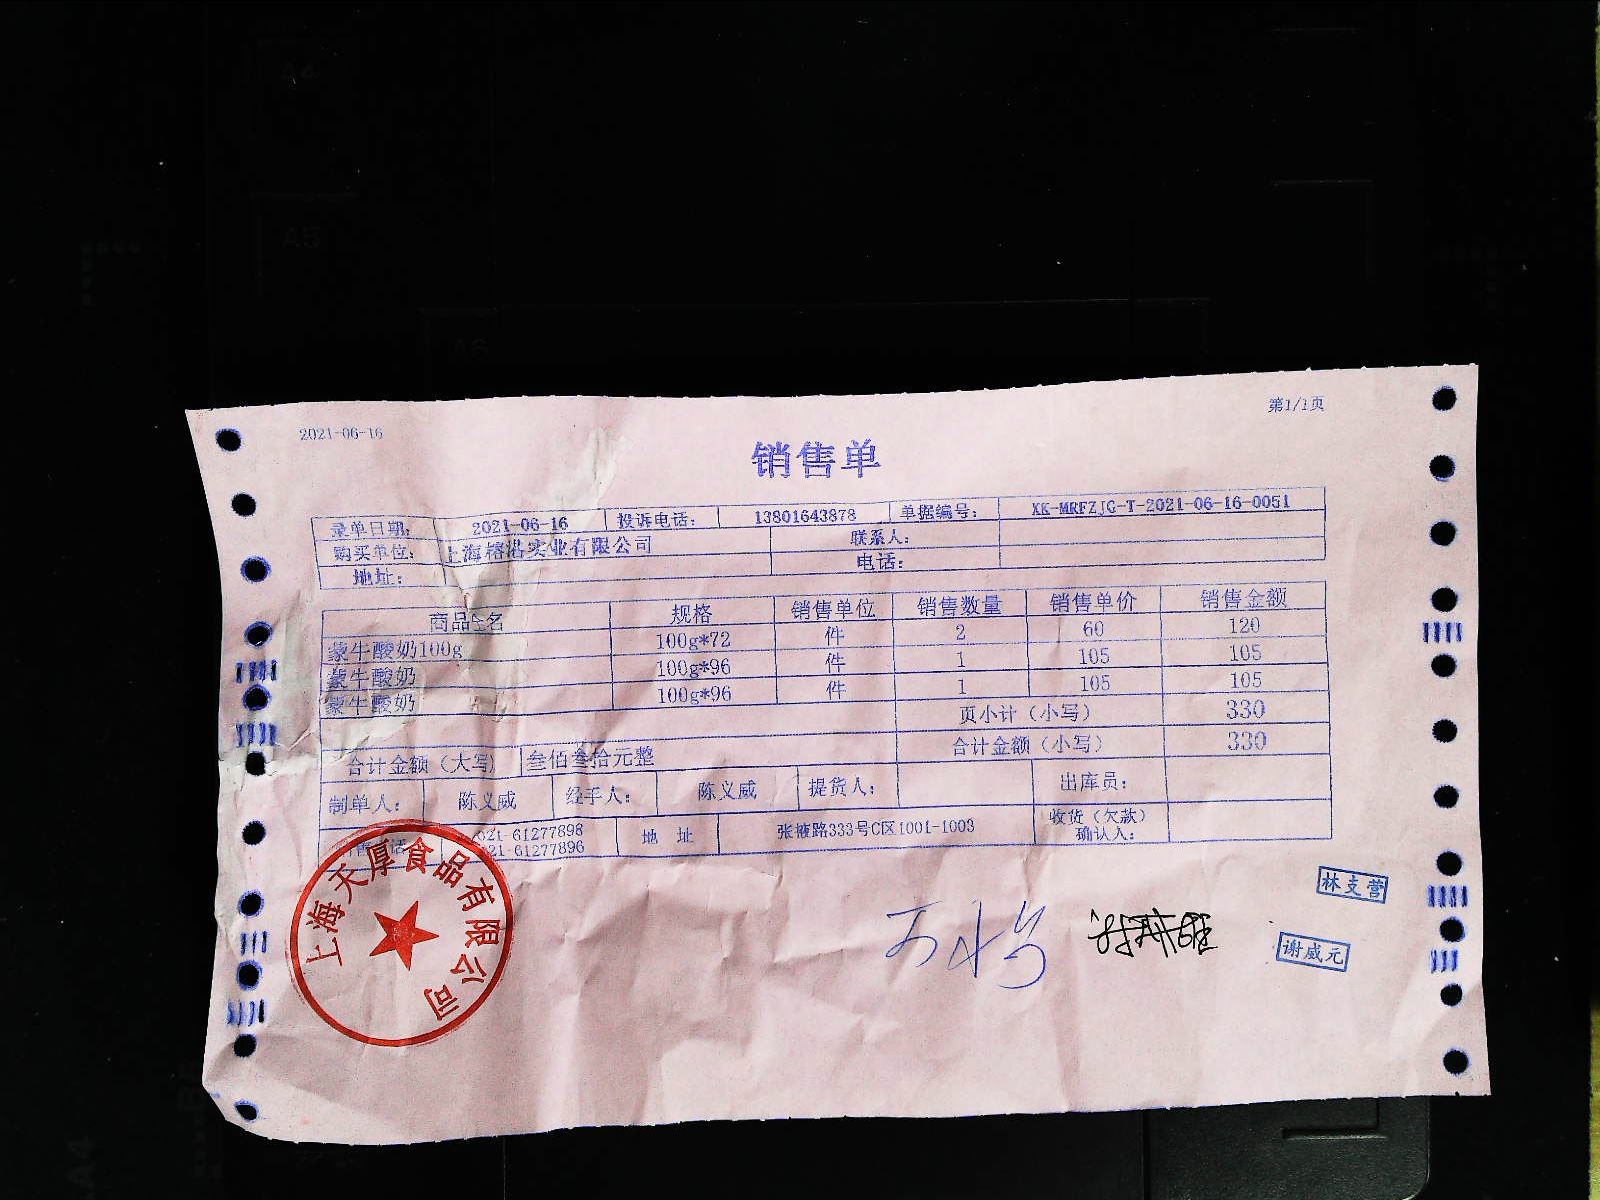 2021-06-16
第1/1页
销售单
录单日期: 2021-06-16 投诉电话: 13801643878 单据编号: XK-MRFZJG-T-2021-06-16-0051
购买单位: 上海 实业有限公司 联系人:
地址: 电话:
商品全名 规格 销售单位 销售数量 销售单价 销售金额
蒙牛酸奶100g 100g*72 件 2 60 120
蒙牛酸奶 100g*96 件 1 105 105
蒙牛酸奶 100g*96 件 1 105 105
页小计（小写） 330
合计金额（大写） 叁佰叁拾元整 合计金额（小写） 330
制单人: 陈义威 经手人: 陈义威 提货人: 出库员:
021-61277898
021-61277896
地 址 张掖路333号C区1001-1003 收货（欠款）
确认人:
上海天厚食品有限公司
林支营
谢威元